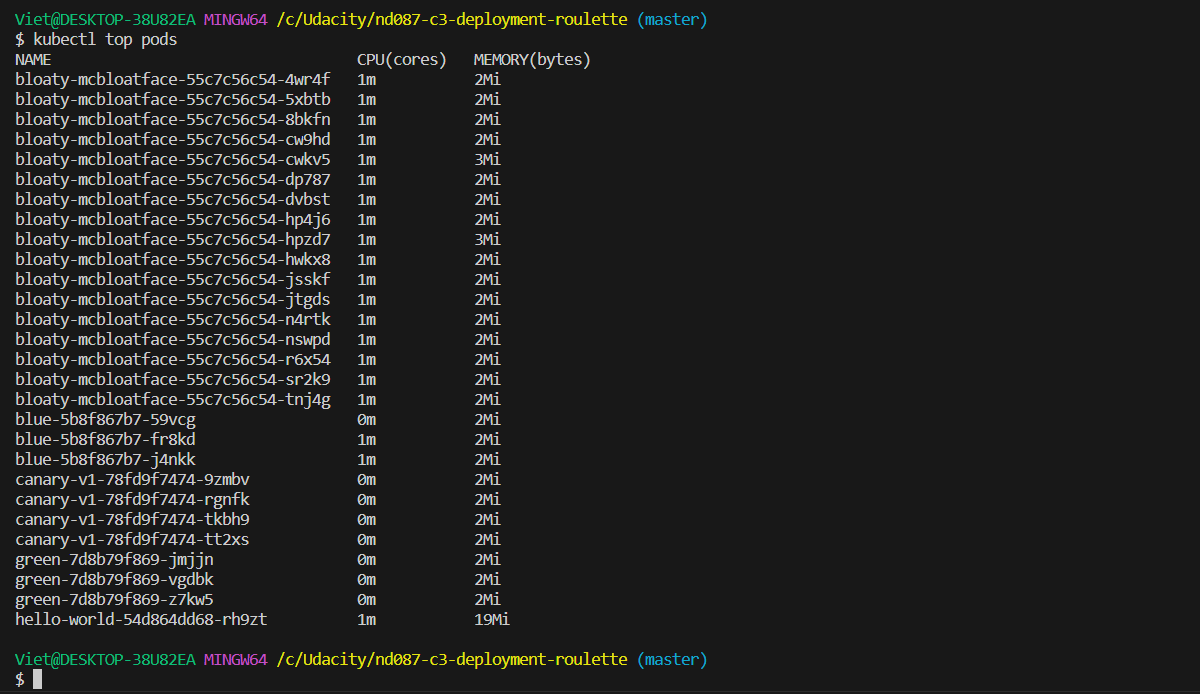 Viet@DESKTOP-38U82EA MINGW64 /c/Udacity/nd087-c3-deployment-roulette (master)
$ kubectl top pods
NAME CPU(cores) MEMORY(bytes)
bloaty-mcbloatface-55c7c56c54-4wr4f 1m 2Mi
bloaty-mcbloatface-55c7c56c54-5xbtb 1m 2Mi
bloaty-mcbloatface-55c7c56c54-8bkfn 1m 2Mi
bloaty-mcbloatface-55c7c56c54-cw9hd 1m 2Mi
bloaty-mcbloatface-55c7c56c54-cwkv5 1m 3Mi
bloaty-mcbloatface-55c7c56c54-dp787 1m 2Mi
bloaty-mcbloatface-55c7c56c54-dvbst 1m 2Mi
bloaty-mcbloatface-55c7c56c54-hp4j6 1m 2Mi
bloaty-mcbloatface-55c7c56c54-hpzd7 1m 3Mi
bloaty-mcbloatface-55c7c56c54-hwkx8 1m 2Mi
bloaty-mcbloatface-55c7c56c54-jsskf 1m 2Mi
bloaty-mcbloatface-55c7c56c54-jtgds 1m 2Mi
bloaty-mcbloatface-55c7c56c54-n4rtk 1m 2Mi
bloaty-mcbloatface-55c7c56c54-nswpd 1m 2Mi
bloaty-mcbloatface-55c7c56c54-r6x54 1m 2Mi
bloaty-mcbloatface-55c7c56c54-sr2k9 1m 2Mi
bloaty-mcbloatface-55c7c56c54-tnj4g 1m 2Mi
blue-5b8f867b7-59vcg 0m 2Mi
blue-5b8f867b7-fr8kd 1m 2Mi
blue-5b8f867b7-j4nkk 1m 2Mi
canary-v1-78fd9f7474-9zmbv 0m 2Mi
canary-v1-78fd9f7474-rgnfk 0m 2Mi
canary-v1-78fd9f7474-tkbh9 0m 2Mi
canary-v1-78fd9f7474-tt2xs 0m 2Mi
green-7d8b79f869-jmjjn 0m 2Mi
green-7d8b79f869-vgdbk 0m 2Mi
green-7d8b79f869-z7kw5 0m 2Mi
hello-world-54d864dd68-rh9zt 1m 19Mi
Viet@DESKTOP-38U82EA MINGW64 /c/Udacity/nd087-c3-deployment-roulette (master)
$